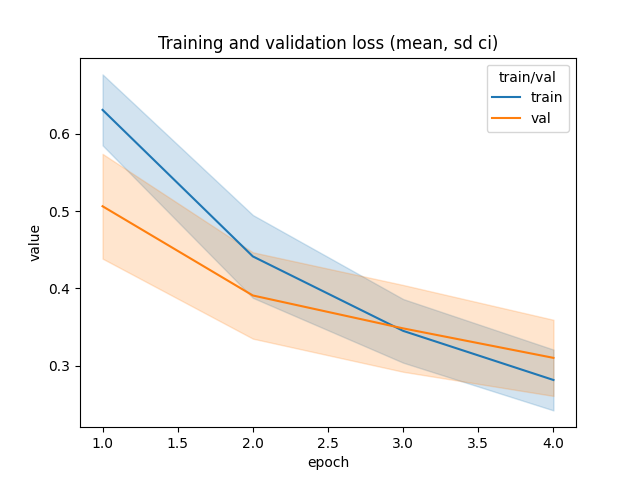 Training and validation loss (mean, sd ci)
train/val
train
val
value
0.6
0.5
0.4
0.3
1.0 1.5 2.0 2.5 3.0 3.5 4.0
epoch